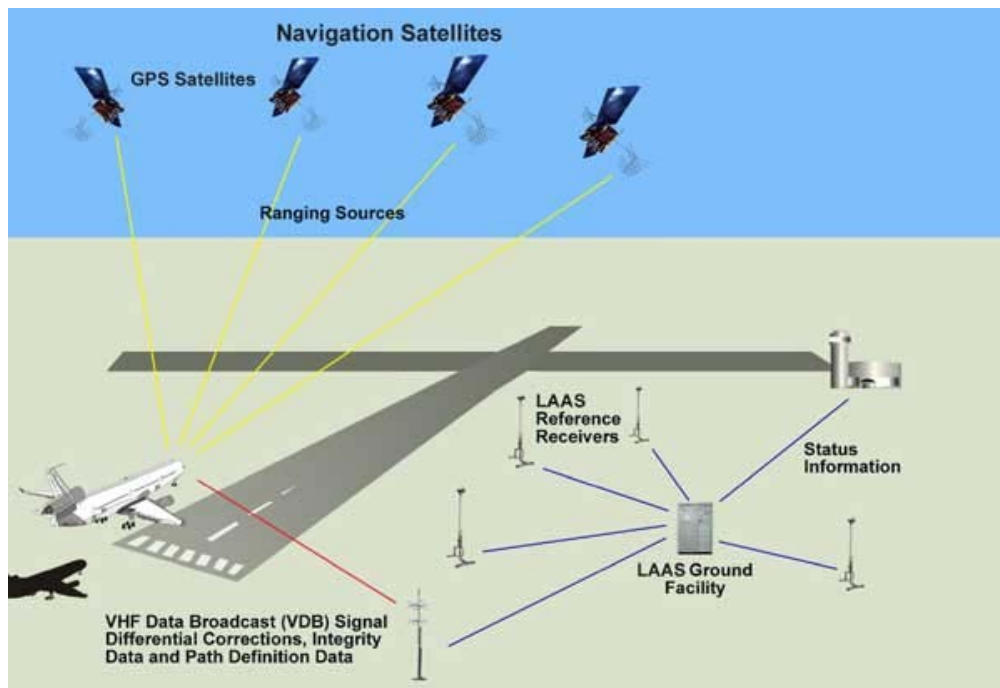 Navigation Satellites
GPS Satellites
Ranging Sources
LAAS
Reference
Receivers
Status
Information
LAAS Ground
Facility
VHF Data Broadcast (VDB) Signal
Differential Corrections, Integrity
Data and Path Definition Data